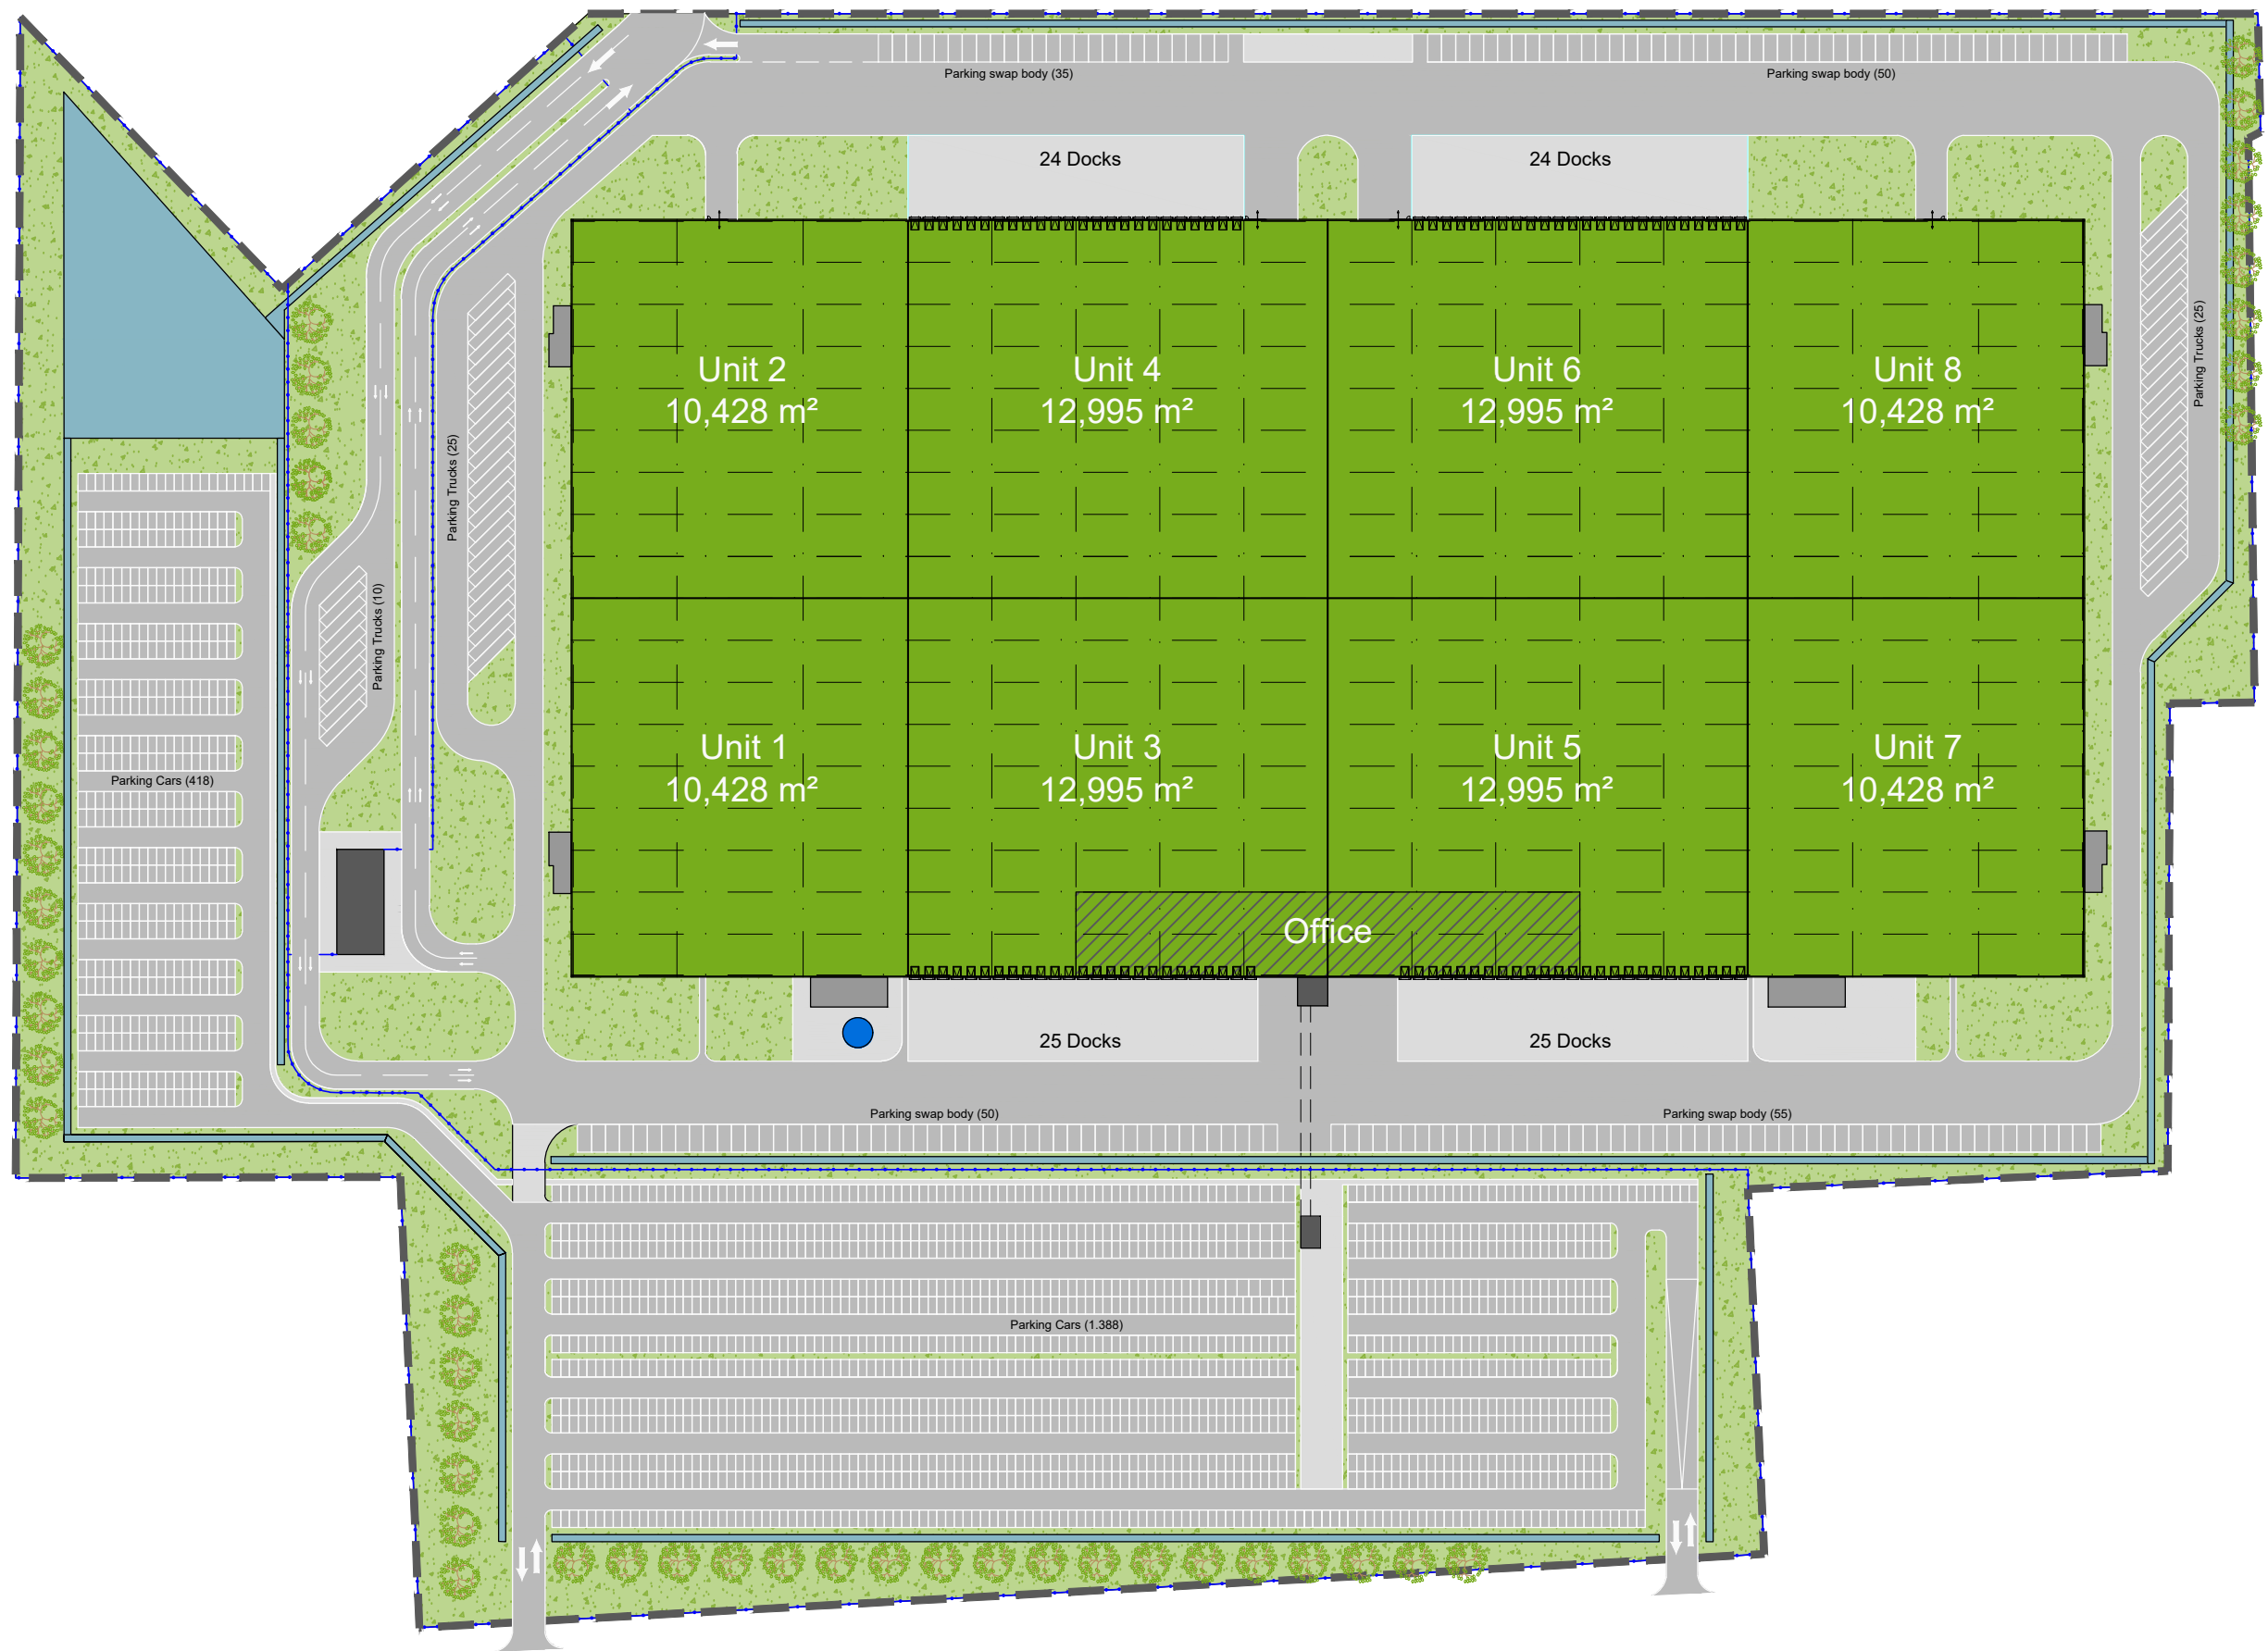 Parking swap body (35)
Parking swap body (50)
24 Docks
24 Docks
Unit 2
10,428 m²
Unit 4
12,995 m²
Unit 6
12,995 m²
Unit 8
10,428 m²
Parking Trucks (25)
Parking Trucks (25)
Parking Trucks (10)
Unit 1
10,428 m²
Unit 3
12,995 m²
Unit 5
12,995 m²
Unit 7
10,428 m²
Parking Cars (418)
Office
25 Docks
25 Docks
Parking swap body (50)
Parking swap body (55)
Parking Cars (1.388)